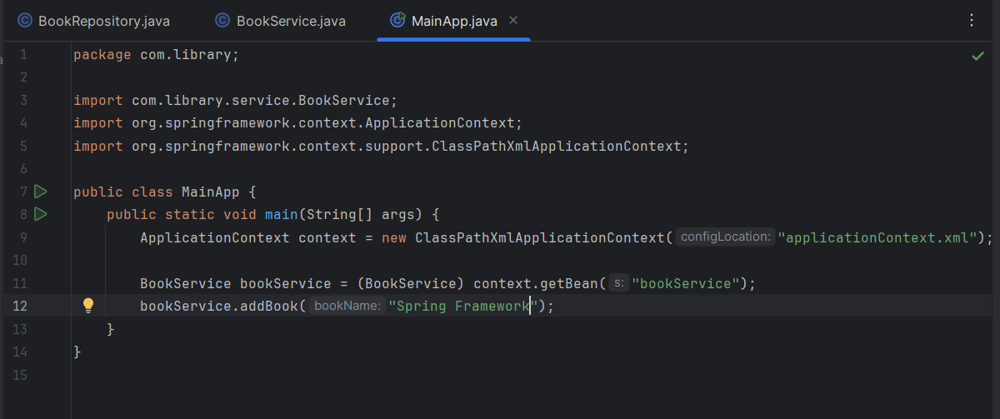 BookRepository.java BookService.java MainApp.java
1 package com.library;
2
3 import com.library.service.BookService;
4 import org.springframework.context.ApplicationContext;
5 import org.springframework.context.support.ClassPathXmlApplicationContext;
6
7 public class MainApp {
8 public static void main(String[] args) {
9 ApplicationContext context = new ClassPathXmlApplicationContext( configLocation: "applicationContext.xml");
10
11 BookService bookService = (BookService) context.getBean( s: "bookService");
12 bookService.addBook( bookName: "Spring Framework");
13 }
14 }
15